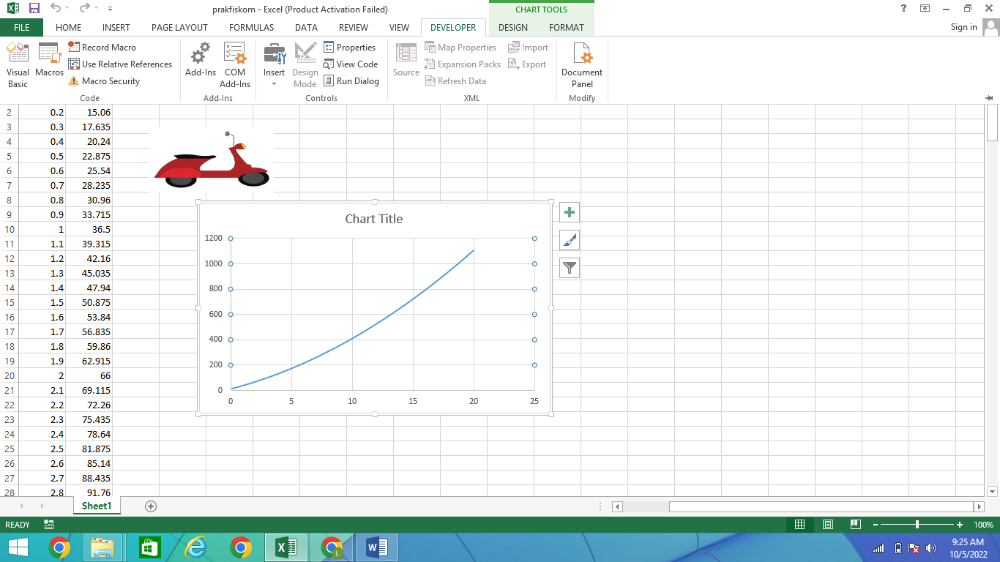 prakfiskom - Excel (Product Activation Failed)
CHART TOOLS
?
FILE HOME INSERT PAGE LAYOUT FORMULAS DATA REVIEW VIEW DEVELOPER DESIGN FORMAT Sign in
Visual Basic
Macros
Record Macro
Use Relative References
Macro Security
Code
Add-Ins
COM Add-Ins
Add-Ins
Insert
Design Mode
Properties
View Code
Run Dialog
Controls
Source
Map Properties
Expansion Packs
Refresh Data
Import
Export
XML
Document Panel
Modify
2 0.2 15.06
3 0.3 17.635
4 0.4 20.24
5 0.5 22.875
6 0.6 25.54
7 0.7 28.235
8 0.8 30.96
9 0.9 33.715
10 1 36.5
11 1.1 39.315
12 1.2 42.16
13 1.3 45.035
14 1.4 47.94
15 1.5 50.875
16 1.6 53.84
17 1.7 56.835
18 1.8 59.86
19 1.9 62.915
20 2 66
21 2.1 69.115
22 2.2 72.26
23 2.3 75.435
24 2.4 78.64
25 2.5 81.875
26 2.6 85.14
27 2.7 88.435
28 2.8 91.76
Chart Title
1200
1000
800
600
400
200
0
0 5 10 15 20 25
Sheet1
READY
100%
L
9:25 AM
10/5/2022